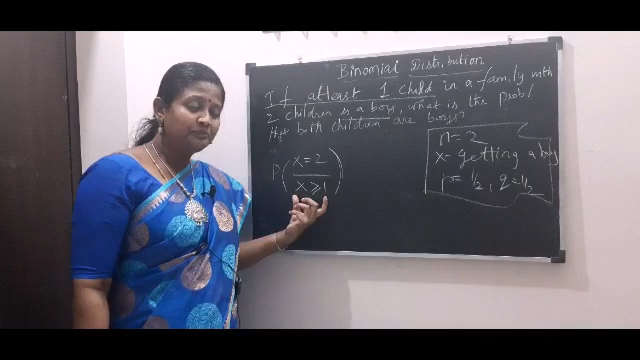 Binomial Distribution
If atleast 1 child in a family with
2 children is a boy, what is the prob/
that both children are boys?
n=2
x- getting a boy
p= 1/2, q=1/2
P(x=2 / x≥1)